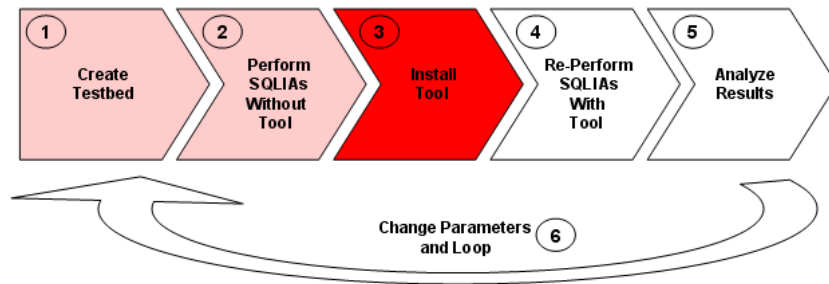 1
Create
Testbed
2
Perform
SQLIAs
Without
Tool
3
Install
Tool
4
Re-Perform
SQLIAs
With
Tool
5
Analyze
Results
Change Parameters
and Loop
6